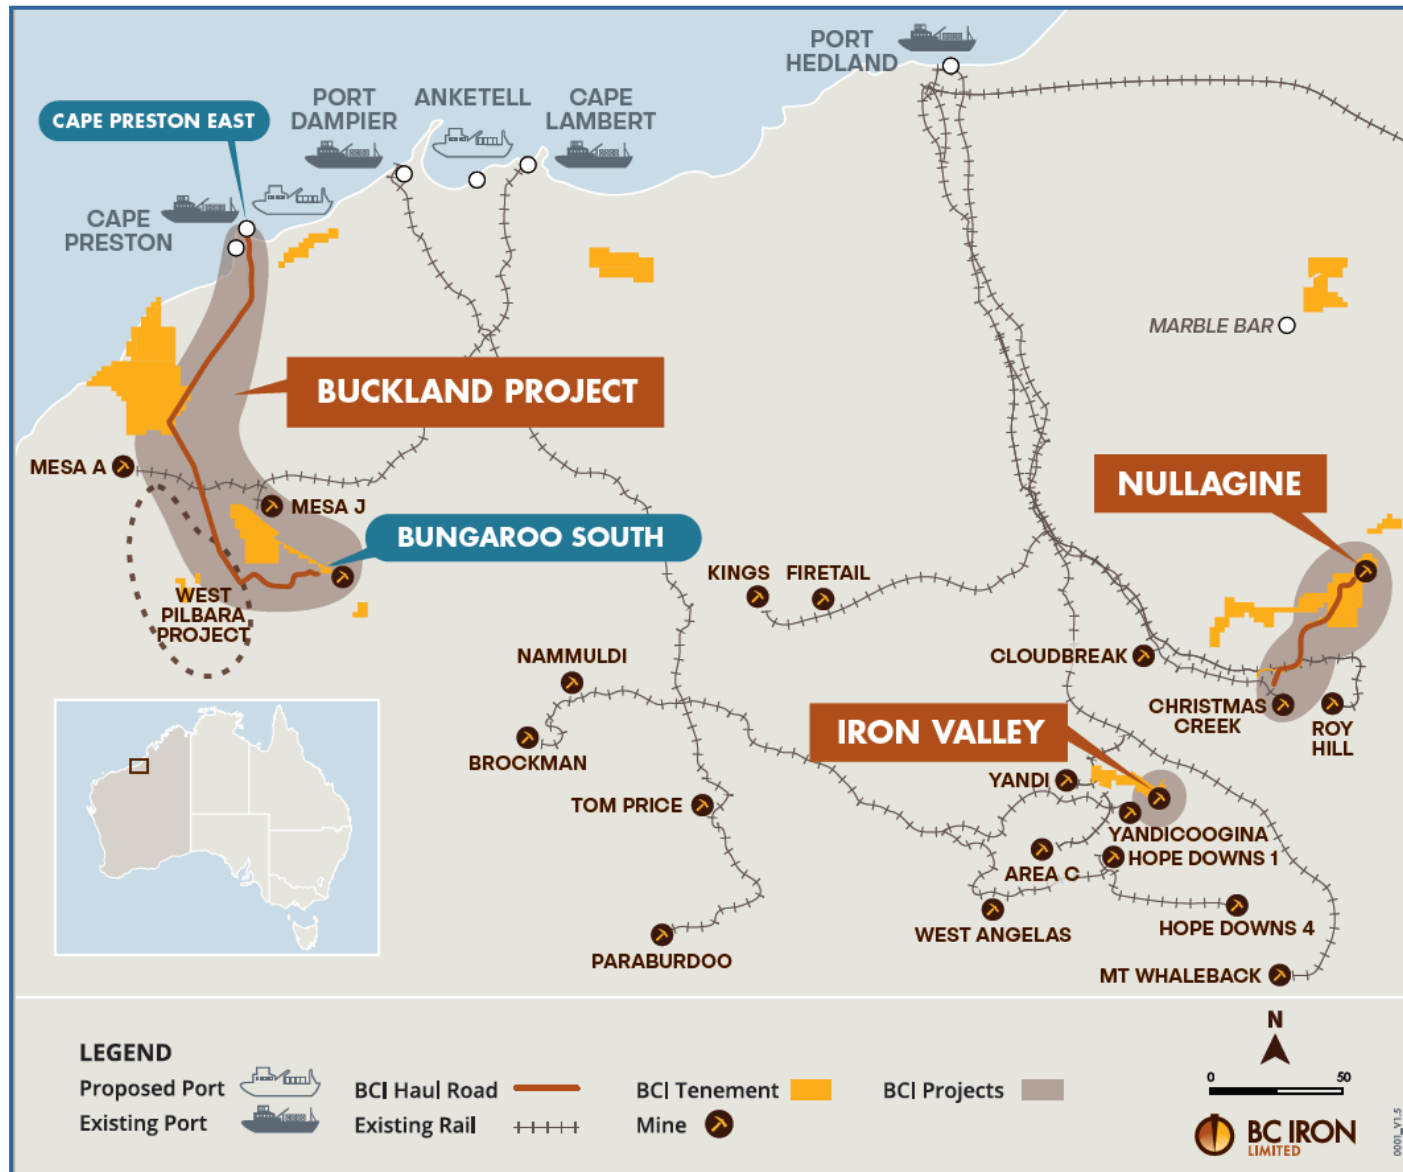 PORT
HEDLAND
PORT
DAMPIER
ANKETELL
CAPE
LAMBERT
CAPE PRESTON EAST
CAPE
PRESTON
MARBLE BAR
BUCKLAND PROJECT
MESA A
MESA J
NULLAGINE
BUNGAROO SOUTH
KINGS
FIRETAIL
WEST
PILBARA
PROJECT
NAMMULDI
CLOUDBREAK
CHRISTMAS
CREEK
ROY
HILL
IRON VALLEY
BROCKMAN
YANDI
TOM PRICE
YANDICOOGINA
HOPE DOWNS 1
AREA C
WEST ANGELAS
HOPE DOWNS 4
PARABURDOO
MT WHALEBACK
LEGEND
Proposed Port
Existing Port
BCI Haul Road
Existing Rail
BCI Tenement
Mine
BCI Projects
N
0 50
BC IRON
LIMITED
0001_V1.5